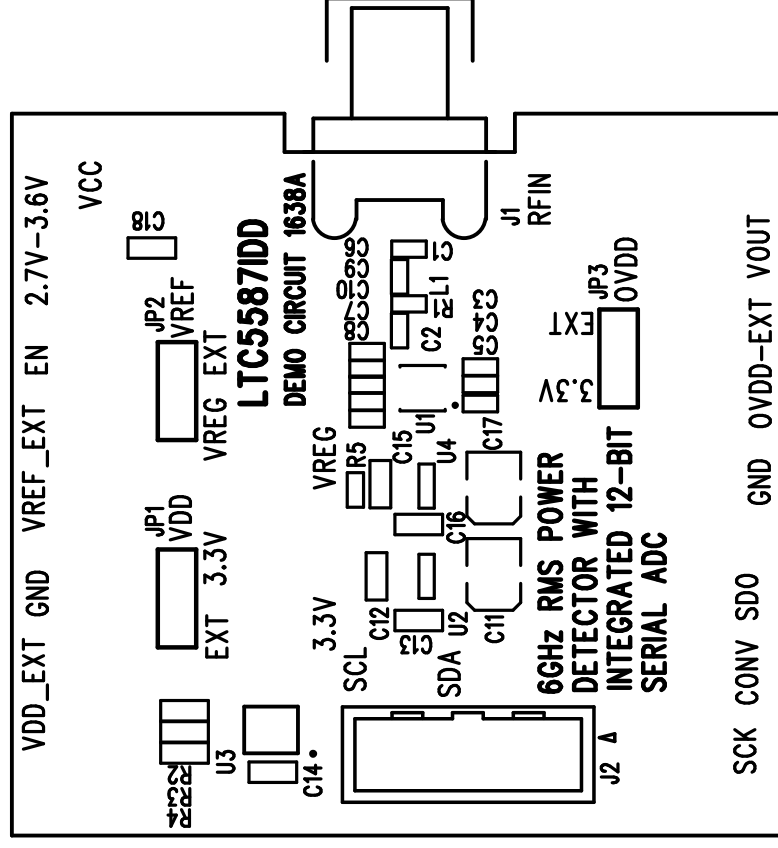 VDD_EXT GND VREF_EXT EN 2.7V-3.6V
VCC
C18
JP2
VREF
VREG EXT
JP1
VDD
EXT 3.3V
LTC5587IDD
DEMO CIRCUIT 1638A
J1
RFIN
C6
C9
C10
C7
C8
C1
L1
R1
C2
C3
C4
C5
U1
VREG
R5
C15
U4
C17
C16
3.3V
C12
C13
U2
C11
SCL
SDA
JP3
OVDD
3.3V EXT
6GHz RMS POWER
DETECTOR WITH
INTEGRATED 12-BIT
SERIAL ADC
R2
R3
R4
U3
C14
J2
SCK CONV SDO GND OVDD-EXT VOUT